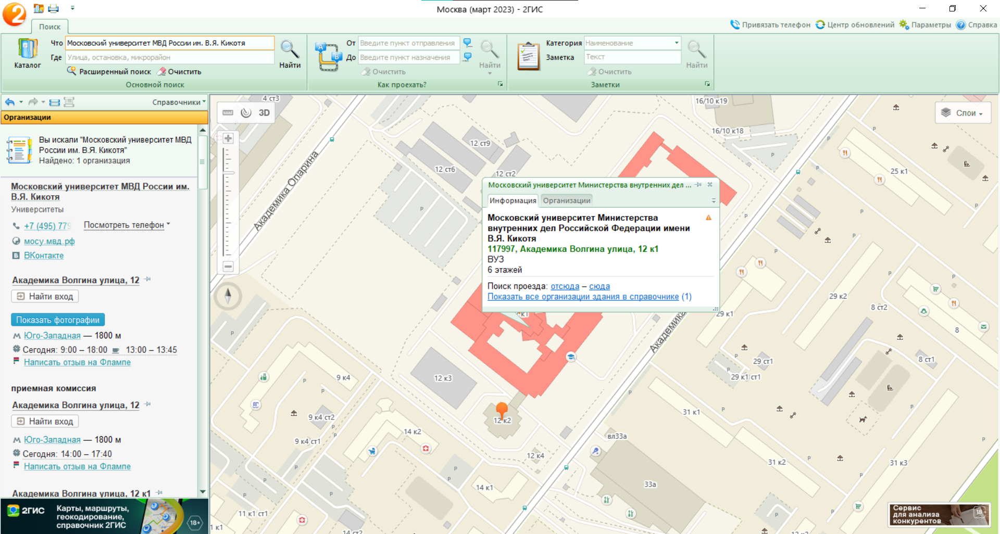 Москва (март 2023) - 2ГИС
Поиск
Привязать телефон
Центр обновлений
Параметры
Справка
Каталог
Что
Московский университет МВД России им. В.Я. Кикотя
Где
Улица, остановка, микрорайон
Расширенный поиск
Очистить
Найти
Основной поиск
От
Введите пункт отправления
До
Введите пункт назначения
Очистить
Найти
Как проехать?
Категория
Наименование
Заметка
Текст
Очистить
Найти
Заметки
Справочники
Организации
Вы искали "Московский университет МВД
России им. В.Я. Кикотя"
Найдено: 1 организация
Московский университет МВД России им.
В.Я. Кикотя
Университеты
+7 (495) 779
Посмотреть телефон
мосу.мвд.рф
ВКонтакте
Академика Волгина улица, 12
Найти вход
Показать фотографии
Юго-Западная — 1800 м
Сегодня: 9:00 – 18:00 13:00 – 13:45
Написать отзыв на Флампе
приемная комиссия
Академика Волгина улица, 12
Найти вход
Юго-Западная — 1800 м
Сегодня: 14:00 – 17:40
Написать отзыв на Флампе
Академика Волгина улица, 12 к1
2ГИС
Карты, маршруты,
геокодирование,
справочник 2ГИС
18+
3D
Слои
4 ст3
16/10 к19
16/10 к18
12 ст9
12 ст6
12 ст2
25 к1
Академика Опарина
Московский университет Министерства внутренних дел ...
Информация
Организации
Московский университет Министерства
внутренних дел Российской Федерации имени
В.Я. Кикотя
117997, Академика Волгина улица, 12 к1
ВУЗ
6 этажей
Поиск проезда: отсюда – сюда
Показать все организации здания в справочнике (1)
к1
Академика
29 к1
29 к2
8 ст2
8
29 ст1
8 ст1
29 к1 ст1
9 к4
12 к3
12 к2
9 к4 ст2
31 к1
14 к2
9 к4 ст1
вл33а
12 к4
31 к2
31 к3
14 к1
33а
11 к1 ст1
1 к1
14 ст2
12 к2
31 к4
Сервис
для анализа
конкурентов
18+